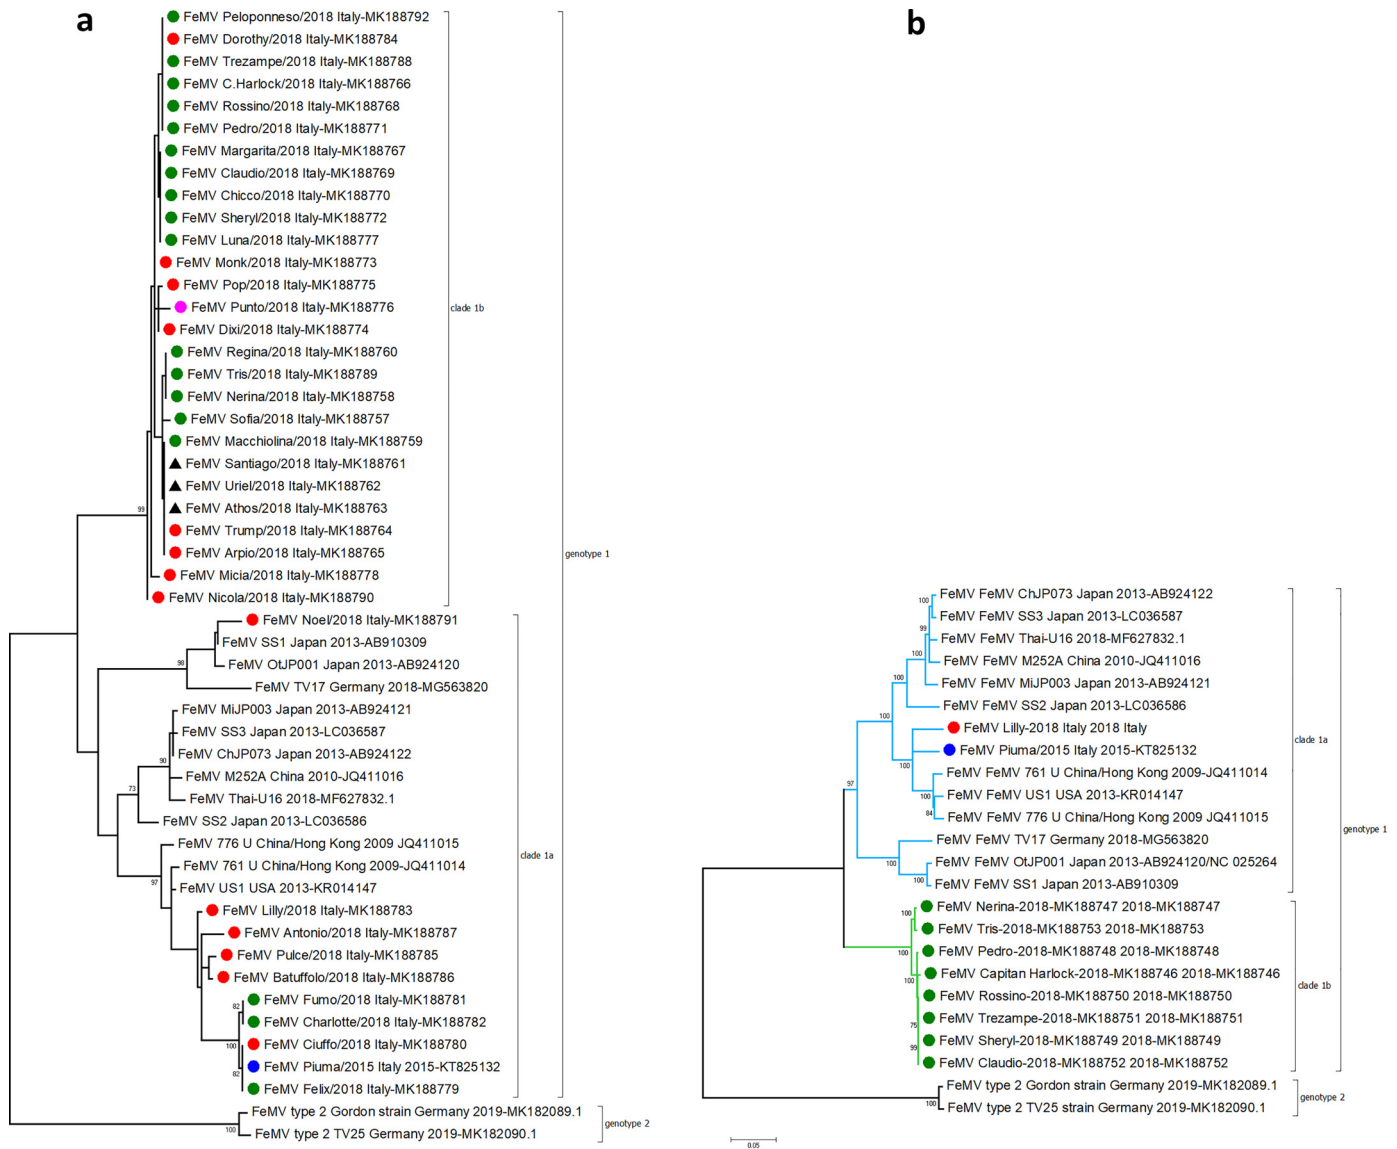 a
FeMV Peloponneso/2018 Italy-MK188792
FeMV Dorothy/2018 Italy-MK188784
FeMV Trezampe/2018 Italy-MK188788
FeMV C.Harlock/2018 Italy-MK188766
FeMV Rossino/2018 Italy-MK188768
FeMV Pedro/2018 Italy-MK188771
FeMV Margarita/2018 Italy-MK188767
FeMV Claudio/2018 Italy-MK188769
FeMV Chicco/2018 Italy-MK188770
FeMV Sheryl/2018 Italy-MK188772
FeMV Luna/2018 Italy-MK188777
FeMV Monk/2018 Italy-MK188773
FeMV Pop/2018 Italy-MK188775
FeMV Punto/2018 Italy-MK188776
clade 1b
FeMV Dixi/2018 Italy-MK188774
FeMV Regina/2018 Italy-MK188760
FeMV Tris/2018 Italy-MK188789
FeMV Nerina/2018 Italy-MK188758
FeMV Sofia/2018 Italy-MK188757
FeMV Macchiolina/2018 Italy-MK188759
FeMV Santiago/2018 Italy-MK188761
FeMV Uriel/2018 Italy-MK188762
FeMV Athos/2018 Italy-MK188763
99
FeMV Trump/2018 Italy-MK188764
FeMV Arpio/2018 Italy-MK188765
genotype 1
FeMV Micia/2018 Italy-MK188778
FeMV Nicola/2018 Italy-MK188790
FeMV Noel/2018 Italy-MK188791
FeMV SS1 Japan 2013-AB910309
98
FeMV OtJP001 Japan 2013-AB924120
FeMV TV17 Germany 2018-MG563820
FeMV MiJP003 Japan 2013-AB924121
FeMV SS3 Japan 2013-LC036587
FeMV ChJP073 Japan 2013-AB924122
90
FeMV M252A China 2010-JQ411016
73
FeMV Thai-U16 2018-MF627832.1
FeMV SS2 Japan 2013-LC036586
FeMV 776 U China/Hong Kong 2009 JQ411015
clade 1a
FeMV 761 U China/Hong Kong 2009-JQ411014
97
FeMV US1 USA 2013-KR014147
FeMV Lilly/2018 Italy-MK188783
FeMV Antonio/2018 Italy-MK188787
FeMV Pulce/2018 Italy-MK188785
FeMV Batuffolo/2018 Italy-MK188786
FeMV Fumo/2018 Italy-MK188781
82
FeMV Charlotte/2018 Italy-MK188782
FeMV Ciuffo/2018 Italy-MK188780
100
FeMV Piuma/2015 Italy 2015-KT825132
82
FeMV Felix/2018 Italy-MK188779
FeMV type 2 Gordon strain Germany 2019-MK182089.1
genotype 2
100
FeMV type 2 TV25 Germany 2019-MK182090.1
b
FeMV FeMV ChJP073 Japan 2013-AB924122
100
FeMV FeMV SS3 Japan 2013-LC036587
99
FeMV FeMV Thai-U16 2018-MF627832.1
100
FeMV FeMV M252A China 2010-JQ411016
100
FeMV FeMV MiJP003 Japan 2013-AB924121
FeMV FeMV SS2 Japan 2013-LC036586
100
FeMV Lilly-2018 Italy 2018 Italy
clade 1a
FeMV Piuma/2015 Italy 2015-KT825132
100
FeMV FeMV 761 U China/Hong Kong 2009-JQ411014
97
FeMV FeMV US1 USA 2013-KR014147
100
84
FeMV FeMV 776 U China/Hong Kong 2009 JQ411015
genotype 1
FeMV FeMV TV17 Germany 2018-MG563820
100
FeMV FeMV OtJP001 Japan 2013-AB924120/NC 025264
100
FeMV FeMV SS1 Japan 2013-AB910309
FeMV Nerina-2018-MK188747 2018-MK188747
100
FeMV Tris-2018-MK188753 2018-MK188753
100
FeMV Pedro-2018-MK188748 2018-MK188748
FeMV Capitan Harlock-2018-MK188746 2018-MK188746
100
clade 1b
FeMV Rossino-2018-MK188750 2018-MK188750
FeMV Trezampe-2018-MK188751 2018-MK188751
75
FeMV Sheryl-2018-MK188749 2018-MK188749
99
FeMV Claudio-2018-MK188752 2018-MK188752
FeMV type 2 Gordon strain Germany 2019-MK182089.1
genotype 2
100
FeMV type 2 TV25 strain Germany 2019-MK182090.1
0.05